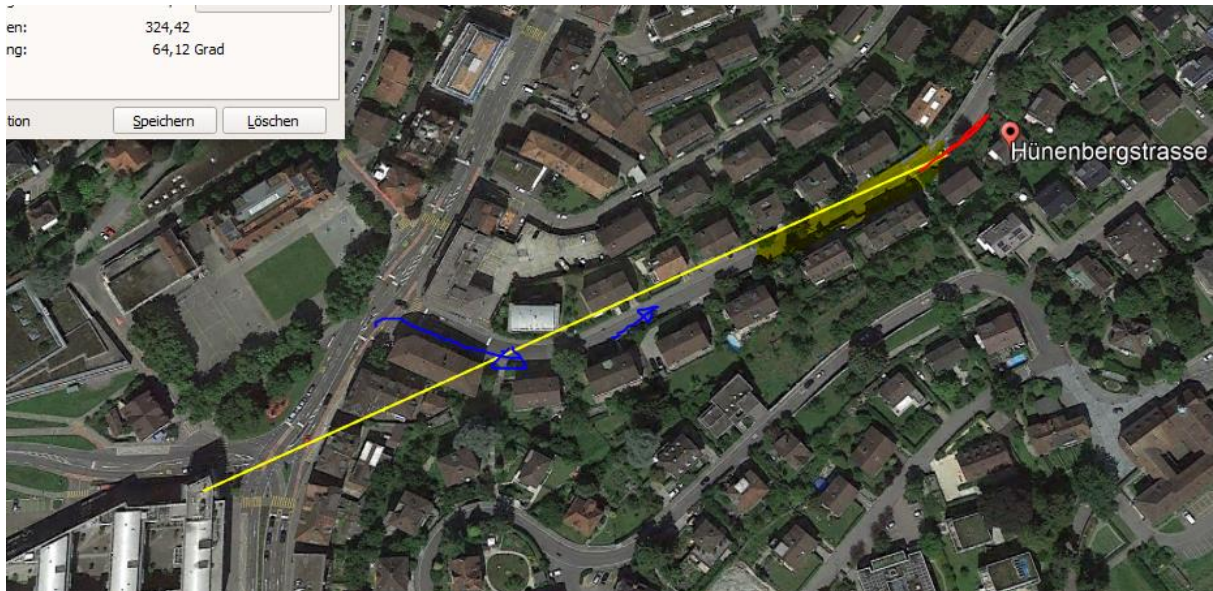 en:
324,42
ng:
64,12 Grad
tion
Speichern
Löschen
Hünenbergstrasse